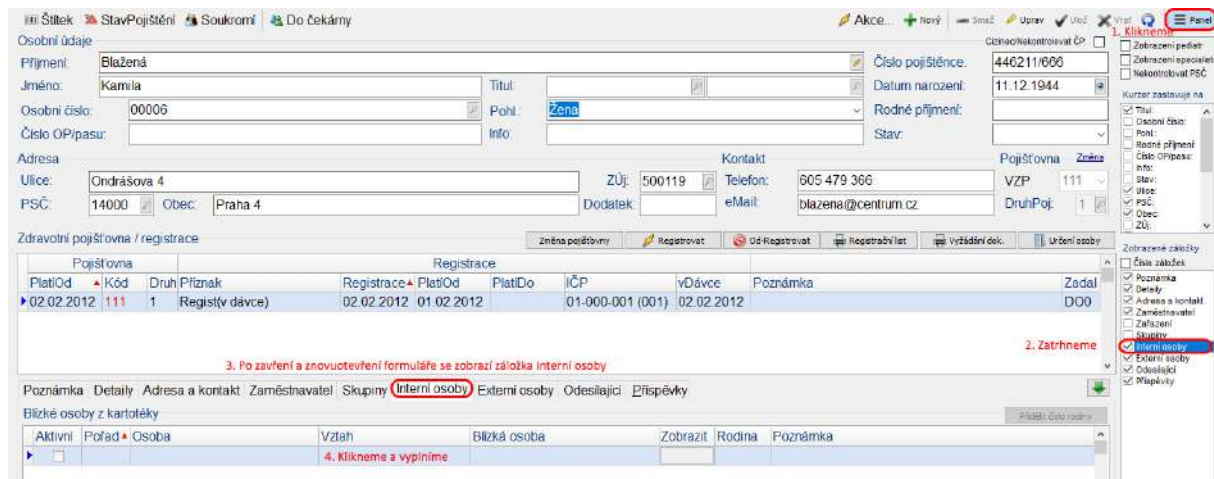 Štítek StavPojištění Soukromí Do čekárny Akce... Nový Smaž Uprav Ulož Vrať Panel
1. Klikneme
Osobní údaje Cizinec/Nekontrolovat ČP
Příjmení: Blažená Číslo pojištěnce: 446211/666
Jméno: Kamila Titul: Datum narození: 11.12.1944
Osobní číslo: 00006 Pohl.: Žena Rodné příjmení:
Číslo OP/pasu: Info: Stav:
Adresa Kontakt Pojišťovna Změna
Ulice: Ondrášova 4 ZÚj: 500119 Telefon: 605 479 366 VZP 111
PSČ: 14000 Obec: Praha 4 Dodatek: eMail: blazena@centrum.cz DruhPoj: 1
Zdravotní pojišťovna / registrace Změna pojišťovny Registrovat Od-Registrovat Registrační list Vyžádání dok. Určení osoby
Pojišťovna Registrace
PlatíOd Kód Druh Příznak Registrace PlatíOd PlatíDo IČP vDávce Poznámka Zadal
02.02.2012 111 1 Regist(v dávce) 02.02.2012 01.02.2012 01-000-001 (001) 02.02.2012 DO0
2. Zatrhneme
3. Po zavření a znovuotevření formuláře se zobrazí záložka Interní osoby
Poznámka Detaily Adresa a kontakt Zaměstnavatel Skupiny Interní osoby Externí osoby Odesílající Příspěvky
Blízké osoby z kartotéky Přidělit číslo rodiny
Aktivní Pořad Osoba Vztah Blízká osoba Zobrazit Rodina Poznámka
4. Klikneme a vyplníme
Zobrazení pediatr
Zobrazení specialist
Nekontrolovat PSČ
Kurzor zastavuje na
Titul:
Osobní číslo:
Pohl.:
Rodné příjmení:
Číslo OP/pasu:
Info:
Stav:
Ulice:
PSČ:
Obec:
ZÚj:
Zobrazené záložky
Čísla záložek
Poznámka
Detaily
Adresa a kontakt
Zaměstnavatel
Zařazení
Skupiny
Interní osoby
Externí osoby
Odesílající
Příspěvky